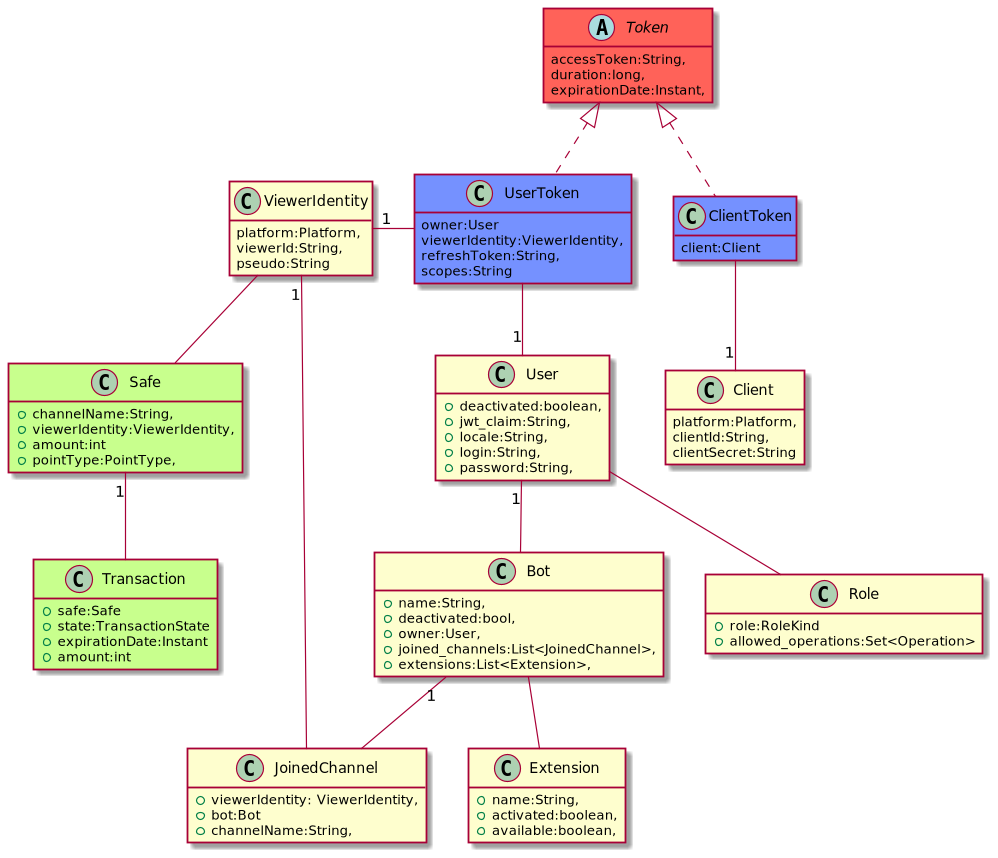 A Token
accessToken:String,
duration:long,
expirationDate:Instant,
C ViewerIdentity
platform:Platform,
viewerId:String,
pseudo:String
1
C UserToken
owner:User
viewerIdentity:ViewerIdentity,
refreshToken:String,
scopes:String
C ClientToken
client:Client
1
1
1
C Safe
channelName:String,
viewerIdentity:ViewerIdentity,
amount:int
pointType:PointType,
C User
deactivated:boolean,
jwt_claim:String,
locale:String,
login:String,
password:String,
C Client
platform:Platform,
clientId:String,
clientSecret:String
1
1
C Transaction
safe:Safe
state:TransactionState
expirationDate:Instant
amount:int
C Bot
name:String,
deactivated:bool,
owner:User,
joined_channels:List<JoinedChannel>,
extensions:List<Extension>,
C Role
role:RoleKind
allowed_operations:Set<Operation>
1
C JoinedChannel
viewerIdentity: ViewerIdentity,
bot:Bot
channelName:String,
C Extension
name:String,
activated:boolean,
available:boolean,